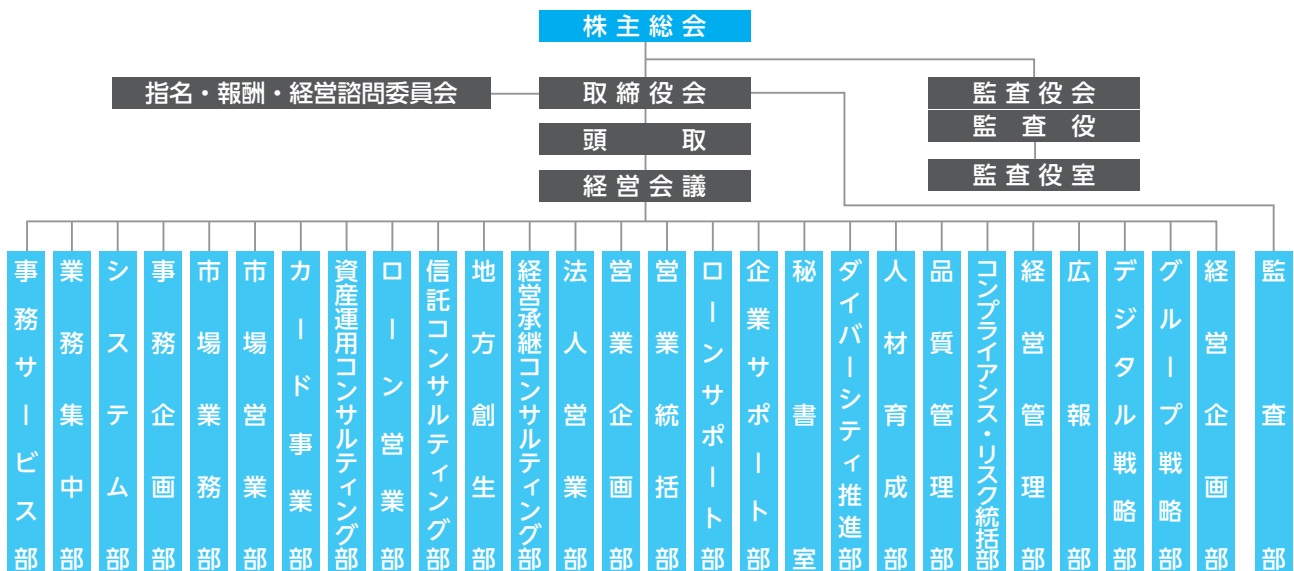 株主総会
指名・報酬・経営諮問委員会
取締役会
監査役会
頭取
監査役
経営会議
監査役室
事務サービス部
業務集中部
システム部
事務企画部
市場業務部
市場営業部
カード事業部
資産運用コンサルティング部
ローン営業部
信託コンサルティング部
地方創生部
経営承継コンサルティング部
法人営業部
営業企画部
営業統括部
ローンサポート部
企業サポート部
秘書室
ダイバーシティ推進部
人材育成部
品質管理部
コンプライアンス・リスク統括部
経営管理部
広報部
デジタル戦略部
グループ戦略部
経営企画部
監査部